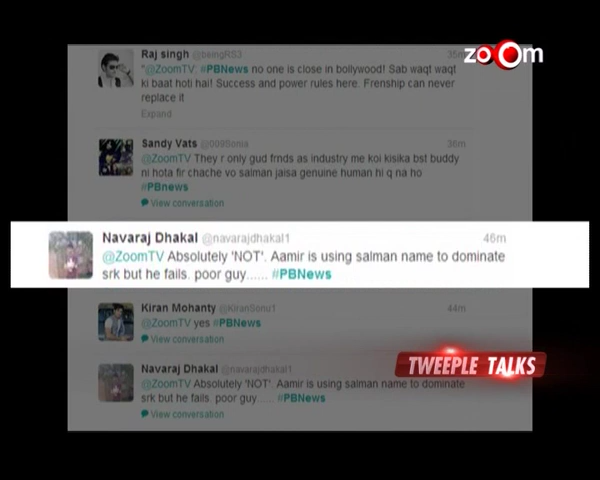 zoom
Raj singh @beingRS3 35m
"@ZoomTV: #PBNews no one is close in bollywood! Sab waqt waqt
ki baat hoti hai! Success and power rules here. Frenship can never
replace it
Expand
Sandy Vats @009Sonia 36m
@ZoomTV They r only gud frnds as industry me koi kisika bst buddy
ni hota fir chache vo salman jaisa genuine human hi q na ho
#PBnews
View conversation
Navaraj Dhakal @navarajdhakal1 46m
@ZoomTV Absolutely 'NOT'. Aamir is using salman name to dominate
srk but he fails. poor guy...... #PBNews
Kiran Mohanty @KiranSonu1 44m
@ZoomTV yes #PBNews
View conversation
TWEEPLE TALKS
Navaraj Dhakal @navarajdhakal1
@ZoomTV Absolutely 'NOT'. Aamir is using salman name to dominate
srk but he fails. poor guy...... #PBNews
View conversation